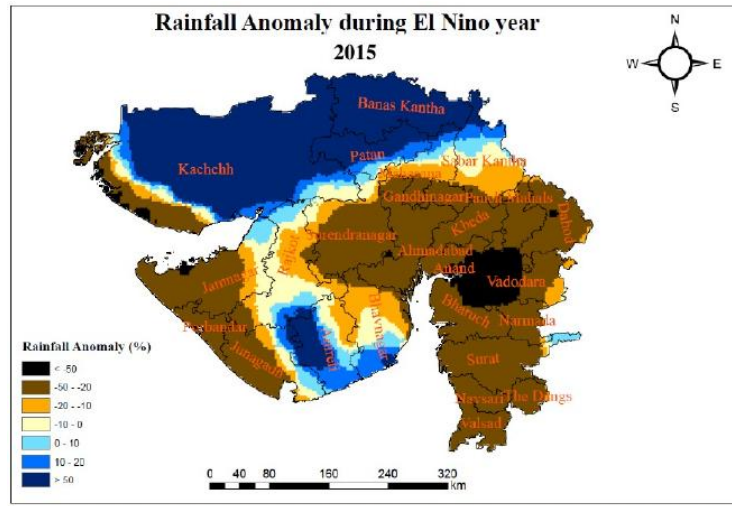 Rainfall Anomaly during El Nino year
2015
N
W
E
S
Banas Kantha
Patan
Kachchh
Sabar Kantha
Gandhinagar
Panch Mahals
Dahod
Kheda
Surendranagar
Ahmadabad
Rajkot
Anand
Vadodara
Jamnagar
Bharuch
Narmada
Bhavnagar
Amreli
Porbandar
Junagadh
Surat
Navsari
The Dangs
Valsad
Rainfall Anomaly (%)
< -50
-50 - -20
-20 - -10
-10 - 0
0 - 10
10 - 20
> 50
0 20 40 80 160 240 320
km